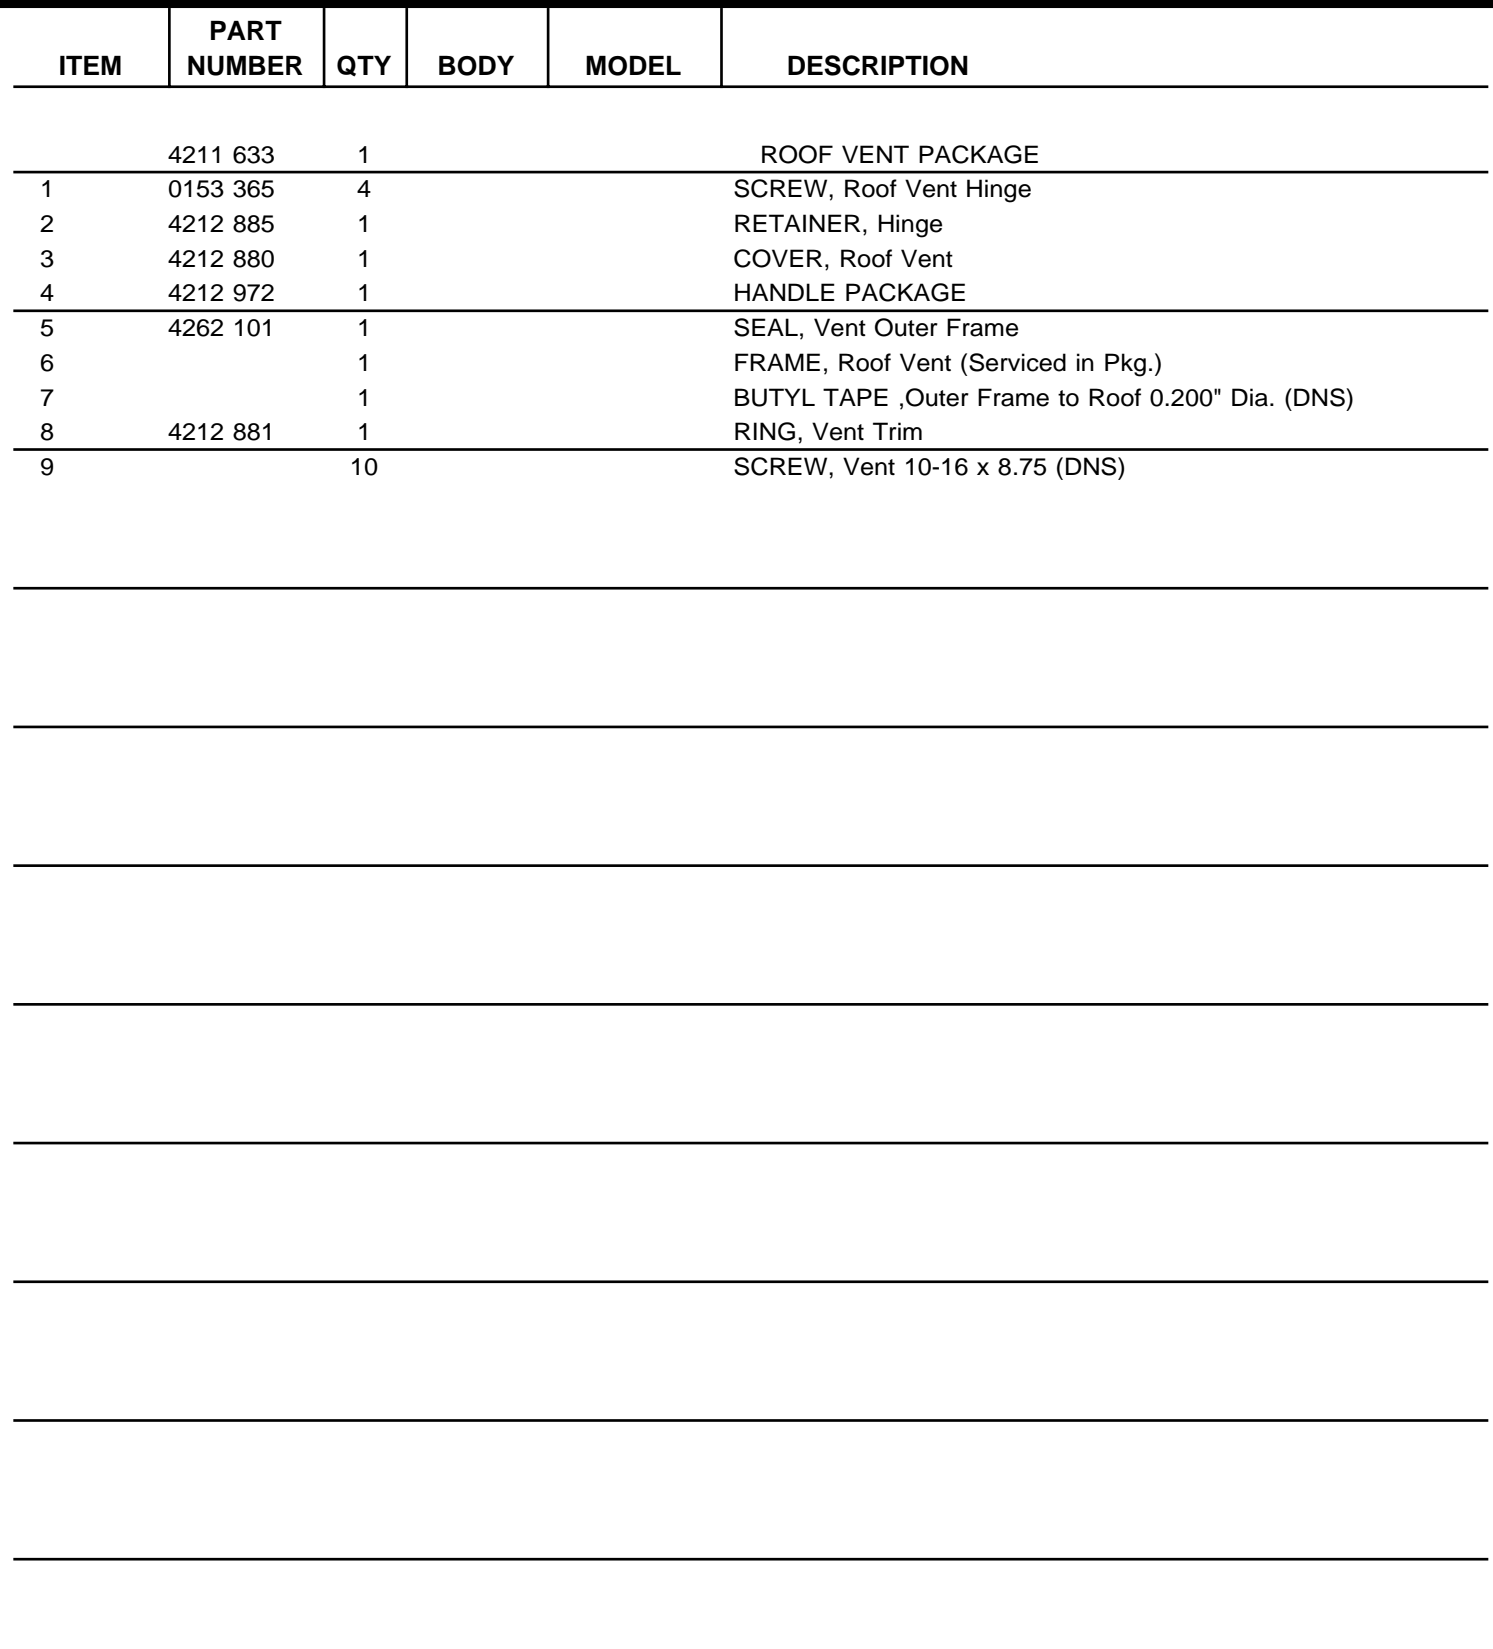 PART
ITEM NUMBER QTY BODY MODEL DESCRIPTION
4211 633 1 ROOF VENT PACKAGE
1 0153 365 4 SCREW, Roof Vent Hinge
2 4212 885 1 RETAINER, Hinge
3 4212 880 1 COVER, Roof Vent
4 4212 972 1 HANDLE PACKAGE
5 4262 101 1 SEAL, Vent Outer Frame
6 1 FRAME, Roof Vent (Serviced in Pkg.)
7 1 BUTYL TAPE ,Outer Frame to Roof 0.200" Dia. (DNS)
8 4212 881 1 RING, Vent Trim
9 10 SCREW, Vent 10-16 x 8.75 (DNS)